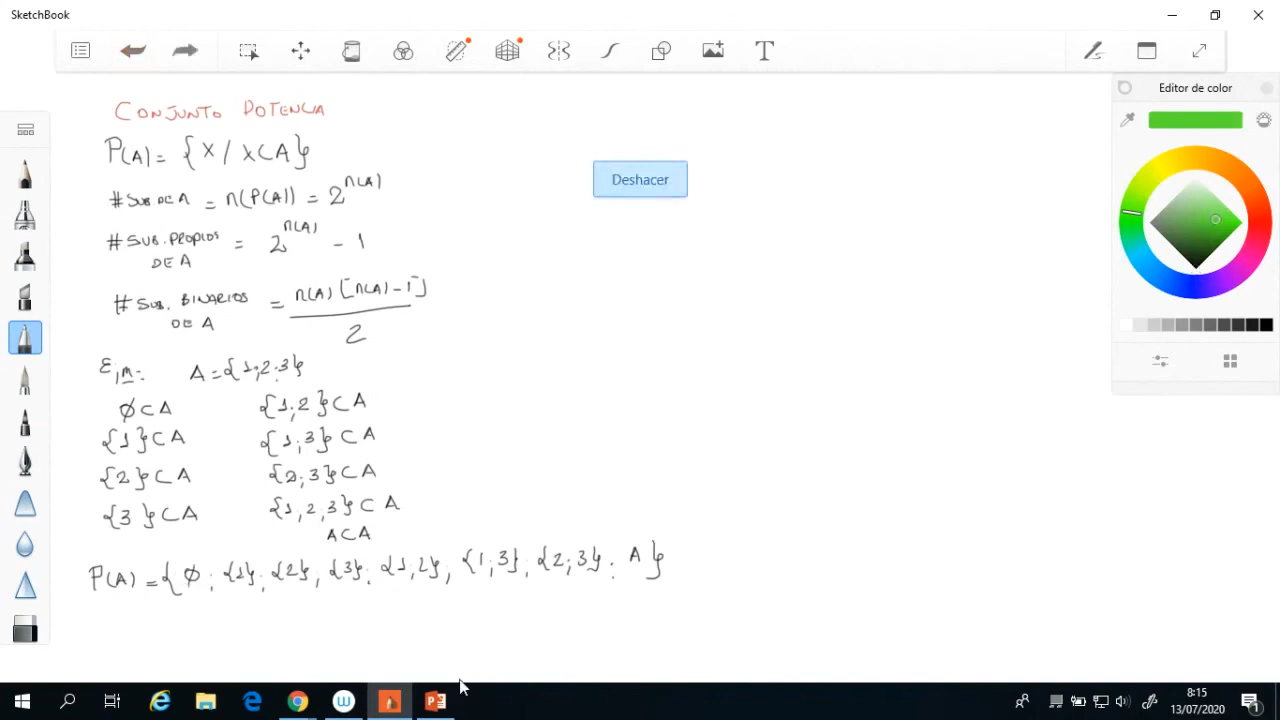 SketchBook
T
Editor de color
CONJUNTO POTENCIA
P(A) = {X / X⊂A}
Deshacer
# SUB DE A = n(P(A)) = 2^n(A)
# SUB. PROPIOS DE A = 2^n(A) - 1
# SUB. BINARIOS DE A = n(A) [n(A) - 1] / 2
Ejm: A = {1;2;3}
∅ ⊂ A {1;2} ⊂ A
{1} ⊂ A {1;3} ⊂ A
{2} ⊂ A {2;3} ⊂ A
{3} ⊂ A {1,2,3} ⊂ A
A ⊂ A
P(A) = {∅; {1}; {2}; {3}; {1,2}, {1;3}; {2;3}; A}
8:15
13/07/2020
1